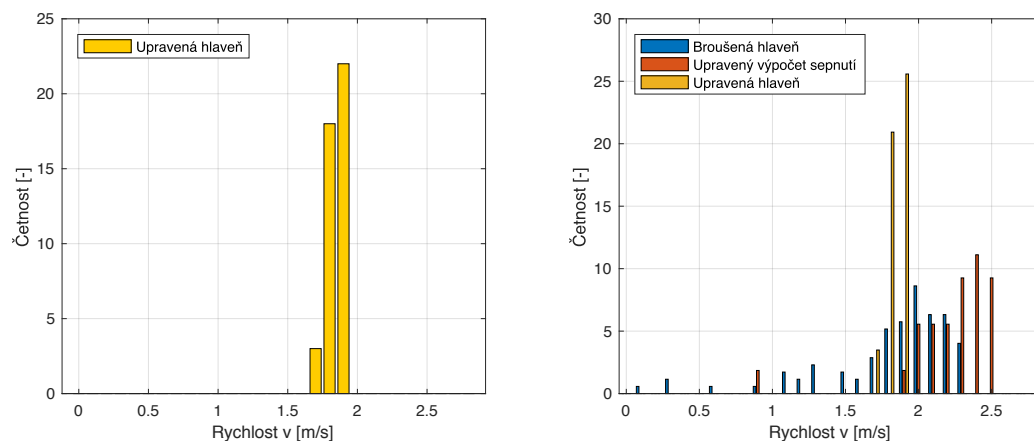 25
20
15
10
5
0
Četnost [-]
Upravená hlaveň
0 0.5 1 1.5 2 2.5
Rychlost v [m/s]
30
25
20
15
10
5
0
Četnost [-]
Broušená hlaveň
Upravený výpočet sepnutí
Upravená hlaveň
0 0.5 1 1.5 2 2.5
Rychlost v [m/s]